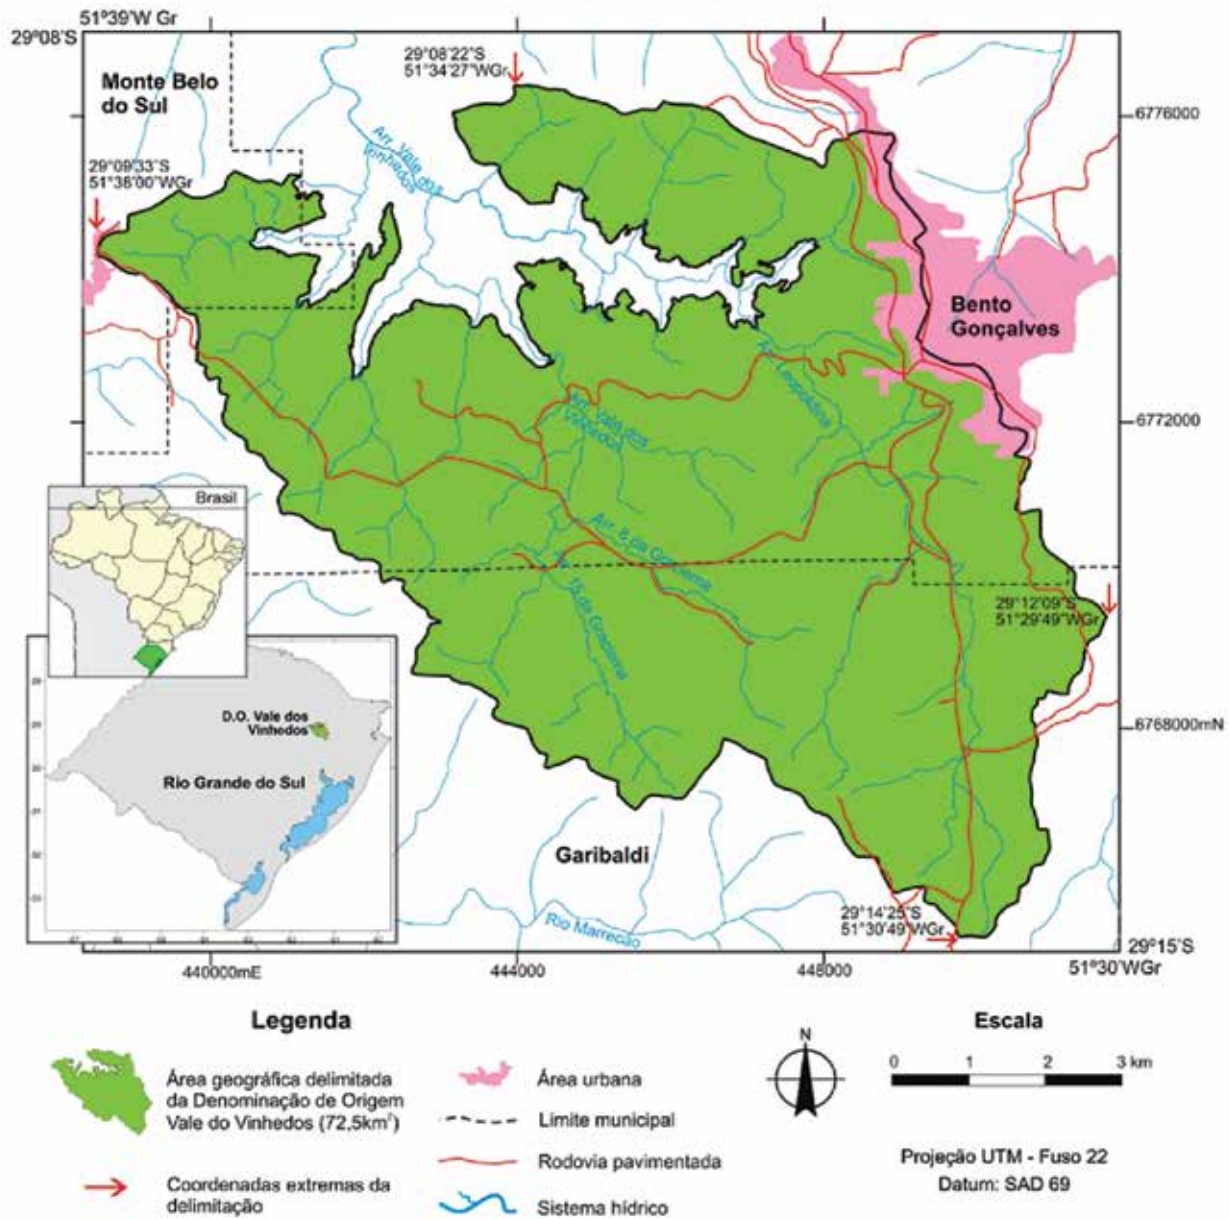 51°39'W Gr
29°08'S
Monte Belo
do Sul
29°08'22"S
51°34'27"WGr
6776000
29°09'33"S
51°38'00"WGr
Arr. Vale dos
Vinhedos
Bento
Gonçalves
Arr. Leopoldina
Arr. Vale dos
Vinhedos
6772000
Brasil
Arr. 6 da Graciema
Arr. 15 da Graciema
29°12'09"S
51°29'49"WGr
D.O. Vale dos
Vinhedos
6768000mN
Rio Grande do Sul
Garibaldi
Rio Marrecão
29°14'25"S
51°30'49"WGr
29°15'S
440000mE
444000
448000
51°30'WGr
Legenda
Área geográfica delimitada
da Denominação de Origem
Vale do Vinhedos (72,5km²)
Coordenadas extremas da
delimitação
Área urbana
Limite municipal
Rodovia pavimentada
Sistema hídrico
N
Escala
0 1 2 3 km
Projeção UTM - Fuso 22
Datum: SAD 69